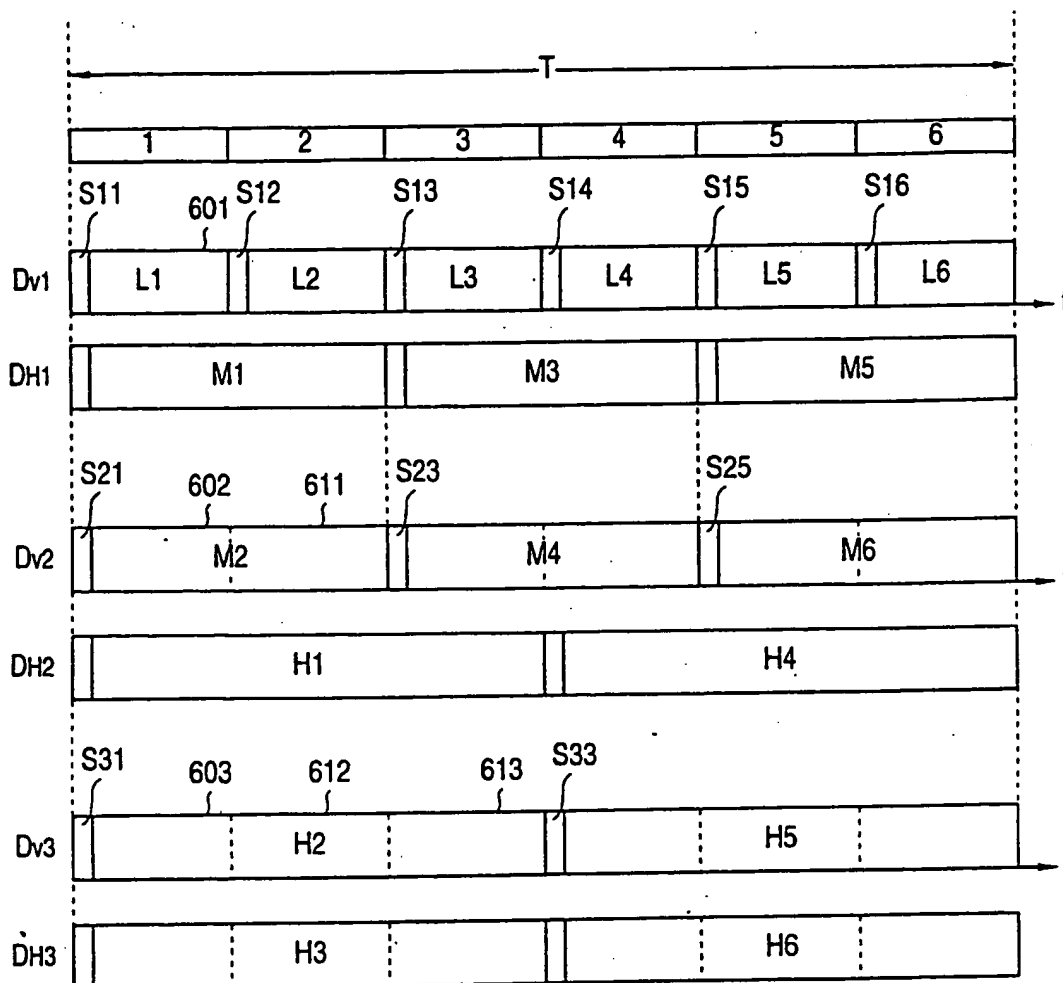 T
1 2 3 4 5 6
S11 601 S12 S13 S14 S15 S16
Dv1 L1 L2 L3 L4 L5 L6
DH1 M1 M3 M5
S21 602 611 S23 S25
Dv2 M2 M4 M6
DH2 H1 H4
S31 603 612 613 S33
Dv3 H2 H5
DH3 H3 H6